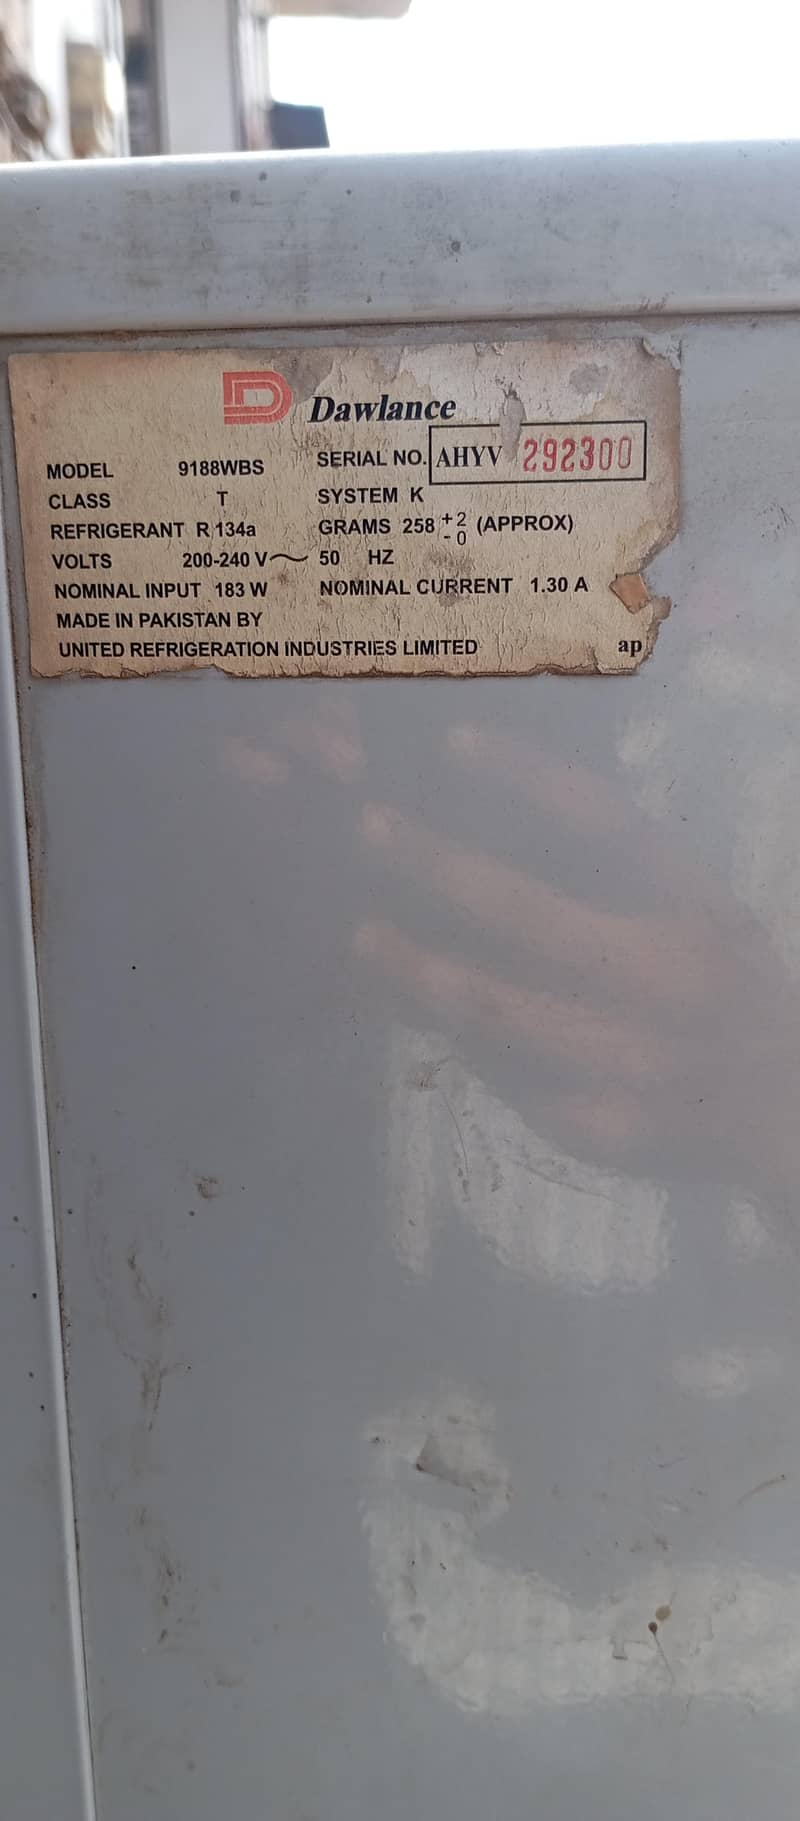 Dawlance
MODEL 9188WBS SERIAL NO. AHYV 292300
CLASS T SYSTEM K
REFRIGERANT R 134a GRAMS 258 +2 -0 (APPROX)
VOLTS 200-240 V~ 50 HZ
NOMINAL INPUT 183 W NOMINAL CURRENT 1.30 A
MADE IN PAKISTAN BY
UNITED REFRIGERATION INDUSTRIES LIMITED ap